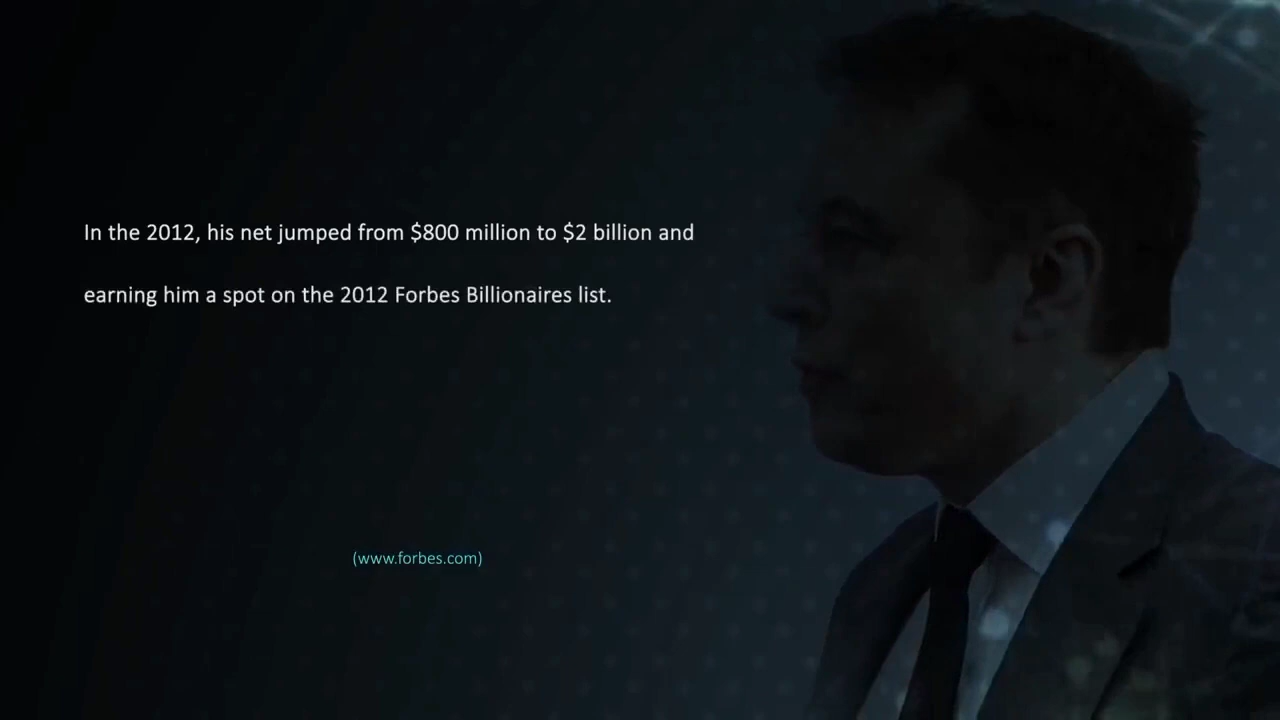 In the 2012, his net jumped from $800 million to $2 billion and
earning him a spot on the 2012 Forbes Billionaires list.
(www.forbes.com)